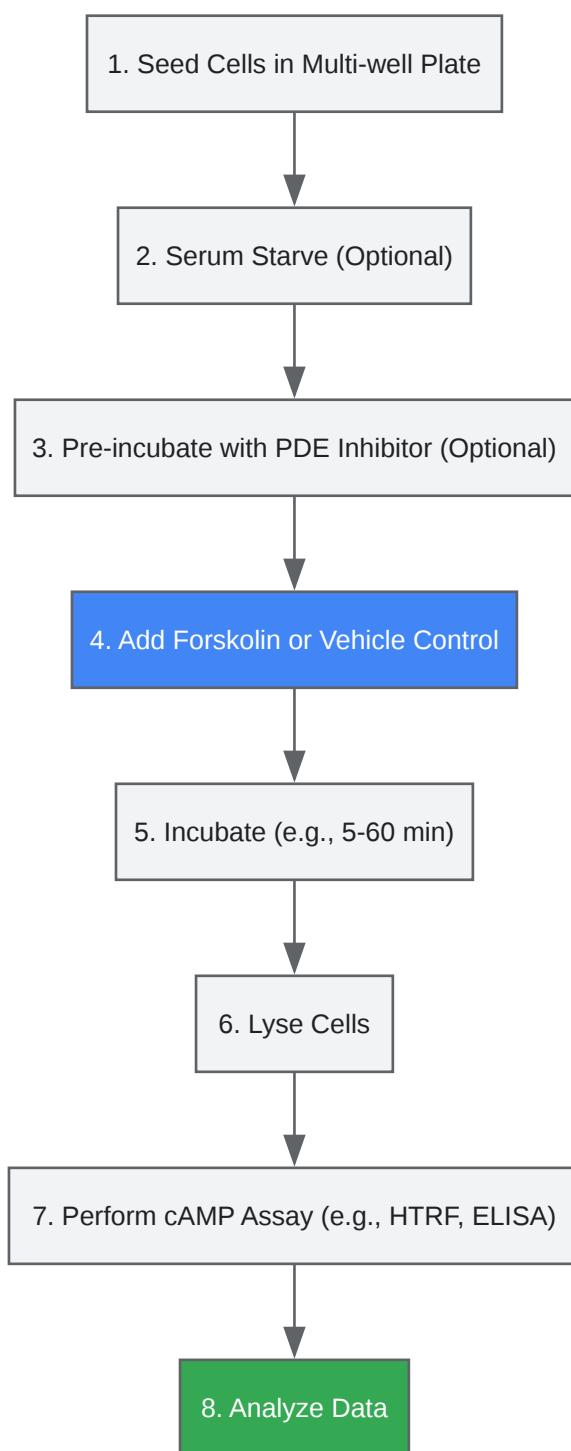 1. Seed Cells in Multi-well Plate
2. Serum Starve (Optional)
3. Pre-incubate with PDE Inhibitor (Optional)
4. Add Forskolin or Vehicle Control
5. Incubate (e.g., 5-60 min)
6. Lyse Cells
7. Perform cAMP Assay (e.g., HTRF, ELISA)
8. Analyze Data